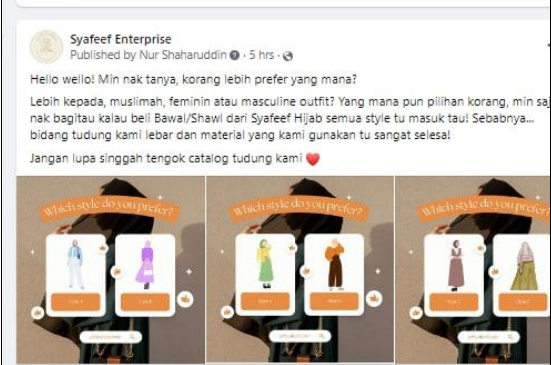 Syafeef Enterprise
Published by Nur Shaharuddin · 5 hrs ·
Hello wello! Min nak tanya, korang lebih prefer yang mana?
Lebih kepada, muslimah, feminin atau masculine outfit? Yang mana pun pilihan korang, min saj
nak bagitau kalau beli Bawal/Shawl dari Syafeef Hijab semua style tu masuk tau! Sebabnya...
bidang tudung kami lebar dan material yang kami gunakan tu sangat selesa!
Jangan lupa singgah tengok catalog tudung kami ❤️
Which style do you prefer?
Which style do you prefer?
Which style do you prefer?